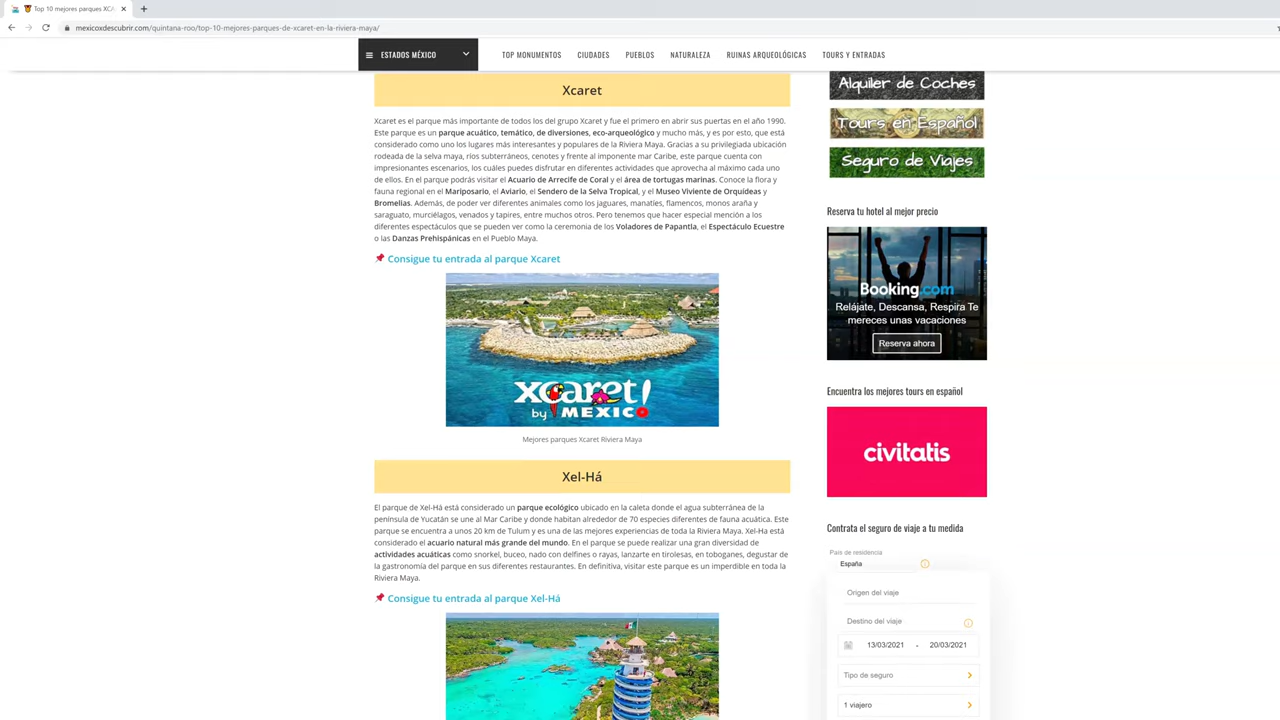 Top 10 mejores parques XCA
mexicoxdescubrir.com/quintana-roo/top-10-mejores-parques-de-xcaret-en-la-riviera-maya/
ESTADOS MÉXICO
TOP MONUMENTOS CIUDADES PUEBLOS NATURALEZA RUINAS ARQUEOLÓGICAS TOURS Y ENTRADAS
Xcaret
Xcaret es el parque más importante de todos los del grupo Xcaret y fue el primero en abrir sus puertas en el año 1990.
Este parque es un parque acuático, temático, de diversiones, eco-arqueológico y mucho más, y es por esto, que está
considerado como uno los lugares más interesantes y populares de la Riviera Maya. Gracias a su privilegiada ubicación
rodeada de la selva maya, ríos subterráneos, cenotes y frente al imponente mar Caribe, este parque cuenta con
impresionantes escenarios, los cuáles puedes disfrutar en diferentes actividades que aprovecha al máximo cada uno
de ellos. En el parque podrás visitar el Acuario de Arrecife de Coral y el área de tortugas marinas. Conoce la flora y
fauna regional en el Mariposario, el Aviario, el Sendero de la Selva Tropical, y el Museo Viviente de Orquídeas y
Bromelias. Además, de poder ver diferentes animales como los jaguares, manatíes, flamencos, monos araña y
saraguato, murciélagos, venados y tapires, entre muchos otros. Pero tenemos que hacer especial mención a los
diferentes espectáculos que se pueden ver como la ceremonia de los Voladores de Papantla, el Espectáculo Ecuestre
o las Danzas Prehispánicas en el Pueblo Maya.
Consigue tu entrada al parque Xcaret
xcaret!
by MEXICO
Mejores parques Xcaret Riviera Maya
Xel-Há
El parque de Xel-Há está considerado un parque ecológico ubicado en la caleta donde el agua subterránea de la
península de Yucatán se une al Mar Caribe y donde habitan alrededor de 70 especies diferentes de fauna acuática. Este
parque se encuentra a unos 20 km de Tulum y es una de las mejores experiencias de toda la Riviera Maya. Xel-Ha está
considerado el acuario natural más grande del mundo. En el parque se puede realizar una gran diversidad de
actividades acuáticas como snorkel, buceo, nado con delfines o rayas, lanzarte en tirolesas, en toboganes, degustar de
la gastronomía del parque en sus diferentes restaurantes. En definitiva, visitar este parque es un imperdible en toda la
Riviera Maya.
Consigue tu entrada al parque Xel-Há
Alquiler de Coches
Tours en Español
Seguro de Viajes
Reserva tu hotel al mejor precio
Booking.com
Relájate, Descansa, Respira Te
mereces unas vacaciones
Reserva ahora
Encuentra los mejores tours en español
civitatis
Contrata el seguro de viaje a tu medida
País de residencia
España
Origen del viaje
Destino del viaje
13/03/2021 - 20/03/2021
Tipo de seguro
1 viajero